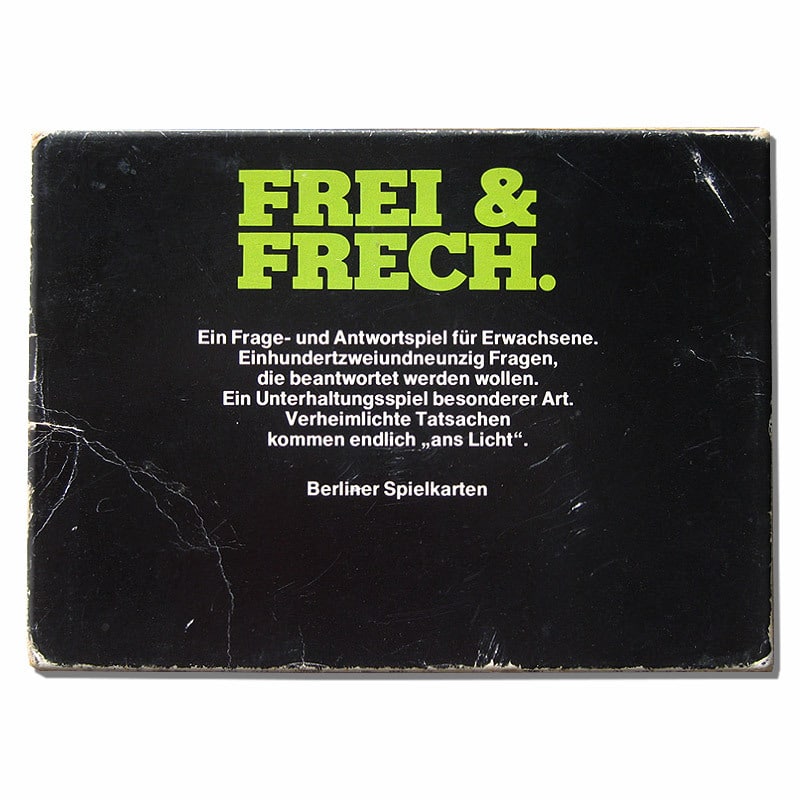 FREI &
FRECH.
Ein Frage- und Antwortspiel für Erwachsene.
Einhundertzweiundneunzig Fragen,
die beantwortet werden wollen.
Ein Unterhaltungsspiel besonderer Art.
Verheimlichte Tatsachen
kommen endlich „ans Licht“.
Berliner Spielkarten